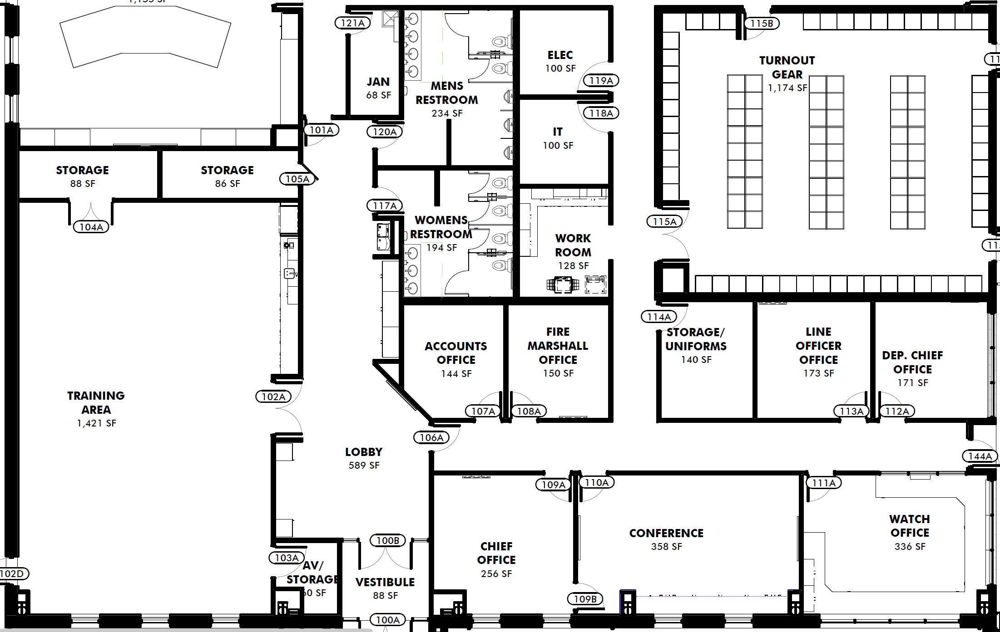 121A
115B
TURNOUT
GEAR
1,174 SF
ELEC
100 SF
119A
JAN
68 SF
MENS
RESTROOM
234 SF
118A
101A
120A
IT
100 SF
STORAGE
88 SF
STORAGE
86 SF
105A
117A
104A
WOMENS
RESTROOM
194 SF
115A
WORK
ROOM
128 SF
114A
STORAGE/
UNIFORMS
140 SF
ACCOUNTS
OFFICE
144 SF
FIRE
MARSHALL
OFFICE
150 SF
LINE
OFFICER
OFFICE
173 SF
DEP. CHIEF
OFFICE
171 SF
TRAINING
AREA
1,421 SF
102A
107A
108A
113A
112A
106A
LOBBY
589 SF
144A
109A
110A
111A
WATCH
OFFICE
336 SF
CONFERENCE
358 SF
100B
CHIEF
OFFICE
256 SF
103A
AV/
STORAGE
SF
102D
VESTIBULE
88 SF
109B
100A